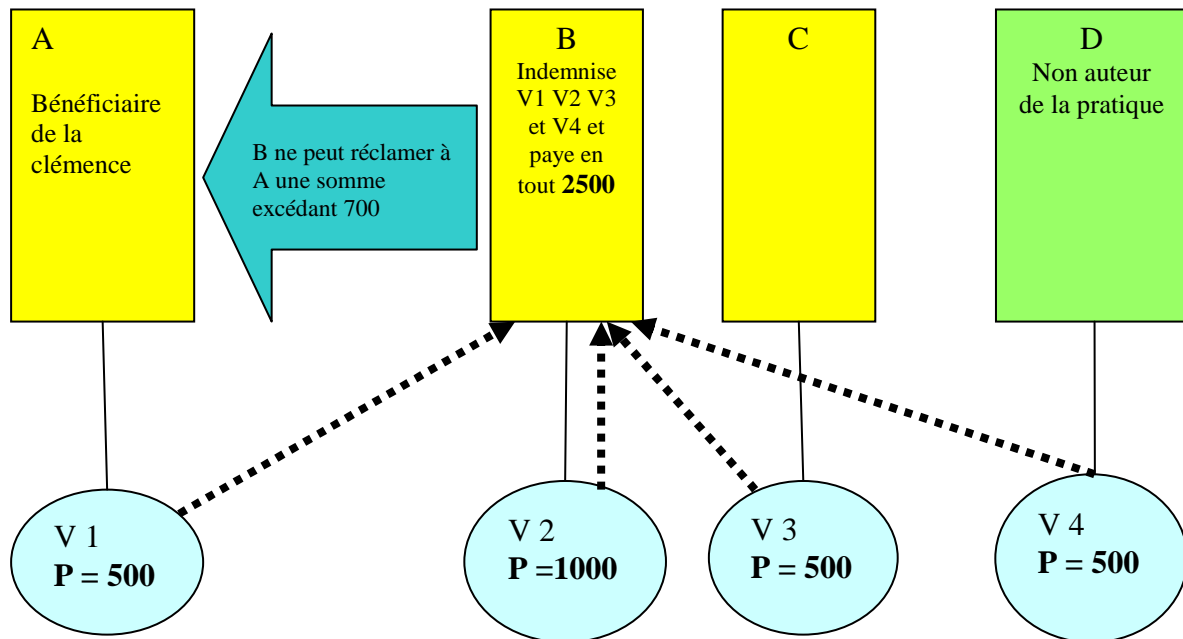 A
Bénéficiaire
de la
clémence
B ne peut réclamer à
A une somme
excédant 700
B
Indemnise
V1 V2 V3
et V4 et
paye en
tout 2500
C
D
Non auteur
de la pratique
V 1
P = 500
V 2
P =1000
V 3
P = 500
V 4
P = 500